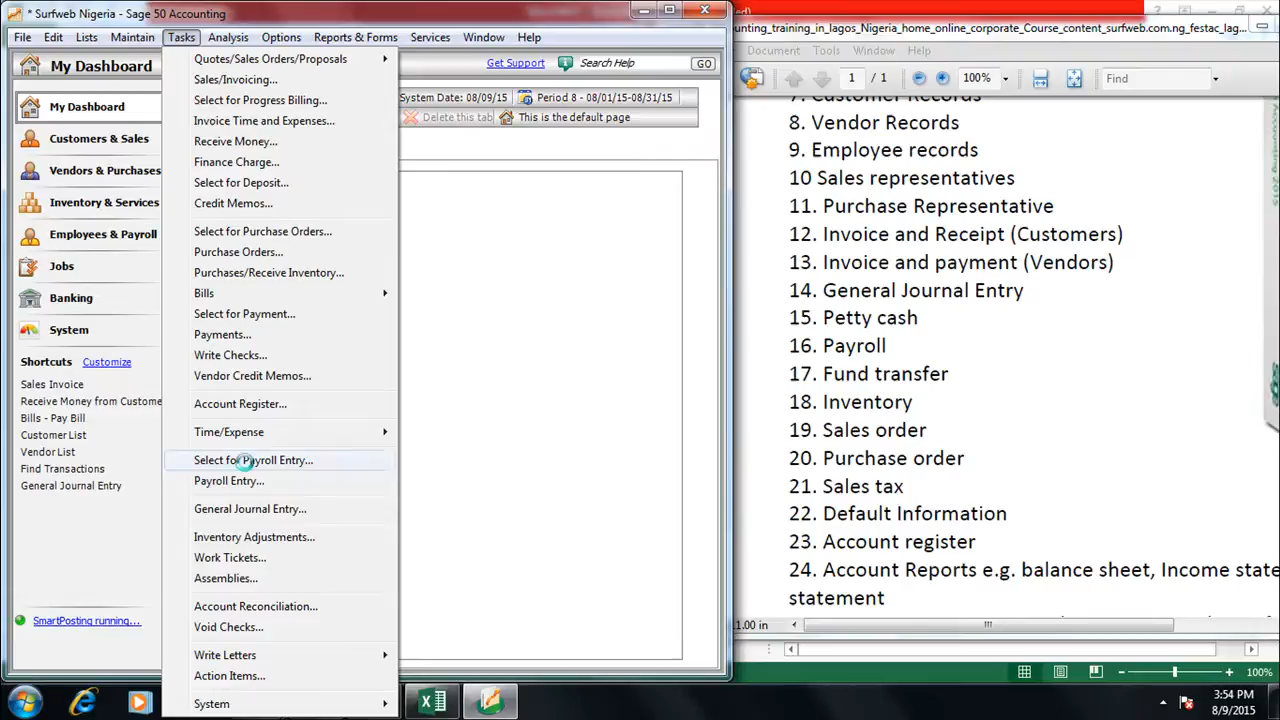 * Surfweb Nigeria - Sage 50 Accounting
File Edit Lists Maintain Tasks Analysis Options Reports & Forms Services Window Help
My Dashboard
Get Support
Search Help
GO
System Date: 08/09/15
Period 8 - 08/01/15-08/31/15
Delete this tab
This is the default page
My Dashboard
Customers & Sales
Vendors & Purchases
Inventory & Services
Employees & Payroll
Jobs
Banking
System
Shortcuts Customize
Sales Invoice
Receive Money from Custome
Bills - Pay Bill
Customer List
Vendor List
Find Transactions
General Journal Entry
SmartPosting running...
Quotes/Sales Orders/Proposals
Sales/Invoicing...
Select for Progress Billing...
Invoice Time and Expenses...
Receive Money...
Finance Charge...
Select for Deposit...
Credit Memos...
Select for Purchase Orders...
Purchase Orders...
Purchases/Receive Inventory...
Bills
Select for Payment...
Payments...
Write Checks...
Vendor Credit Memos...
Account Register...
Time/Expense
Select for Payroll Entry...
Payroll Entry...
General Journal Entry...
Inventory Adjustments...
Work Tickets...
Assemblies...
Account Reconciliation...
Void Checks...
Write Letters
Action Items...
System
unting_training_in_lagos_Nigeria_home_online_corporate_Course_content_surfweb.com.ng_festac_lag...
Document Tools Window Help
1 / 1
100%
Find
7. Customer Records
8. Vendor Records
9. Employee records
10 Sales representatives
11. Purchase Representative
12. Invoice and Receipt (Customers)
13. Invoice and payment (Vendors)
14. General Journal Entry
15. Petty cash
16. Payroll
17. Fund transfer
18. Inventory
19. Sales order
20. Purchase order
21. Sales tax
22. Default Information
23. Account register
24. Account Reports e.g. balance sheet, Income state
statement
1.00 in
100%
3:54 PM
8/9/2015